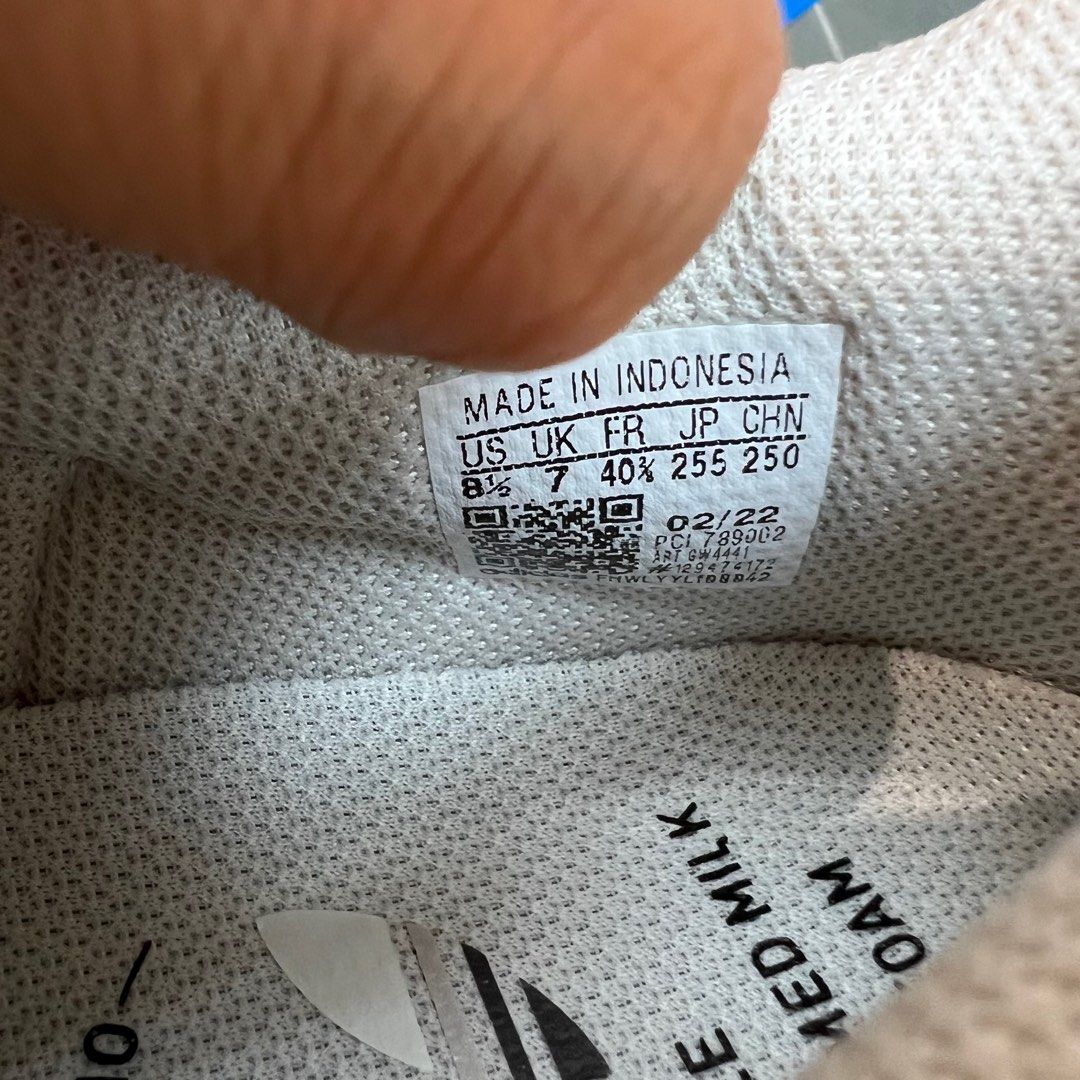 MADE IN INDONESIA
US UK FR JP CHN
8½ 7 40⅔ 255 250
02/22
PCI 789002
ART GW4441
#129474172
MILK